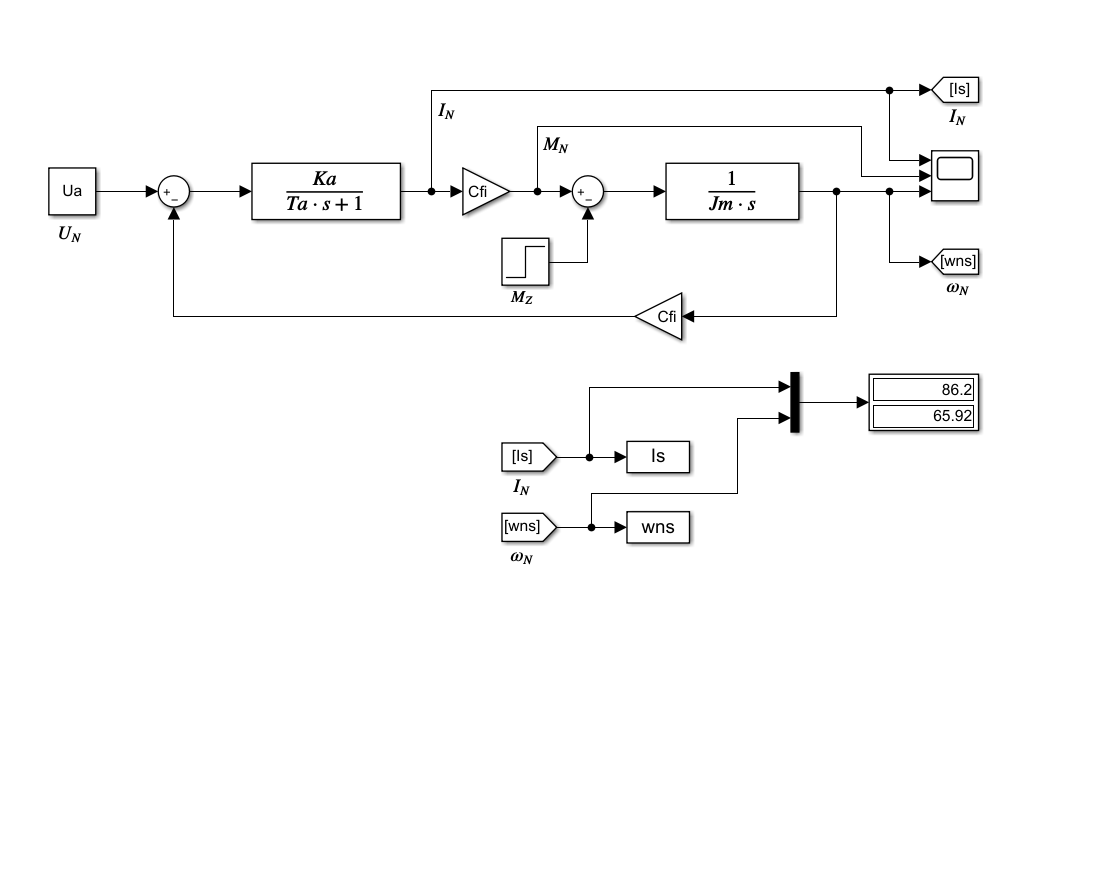 [Is]
I_N
I_N
M_N
Ua
U_N
+
−
Ka
Ta · s + 1
Cfi
+
−
1
Jm · s
M_Z
[wns]
ω_N
Cfi
86.2
65.92
[Is]
Is
I_N
[wns]
wns
ω_N